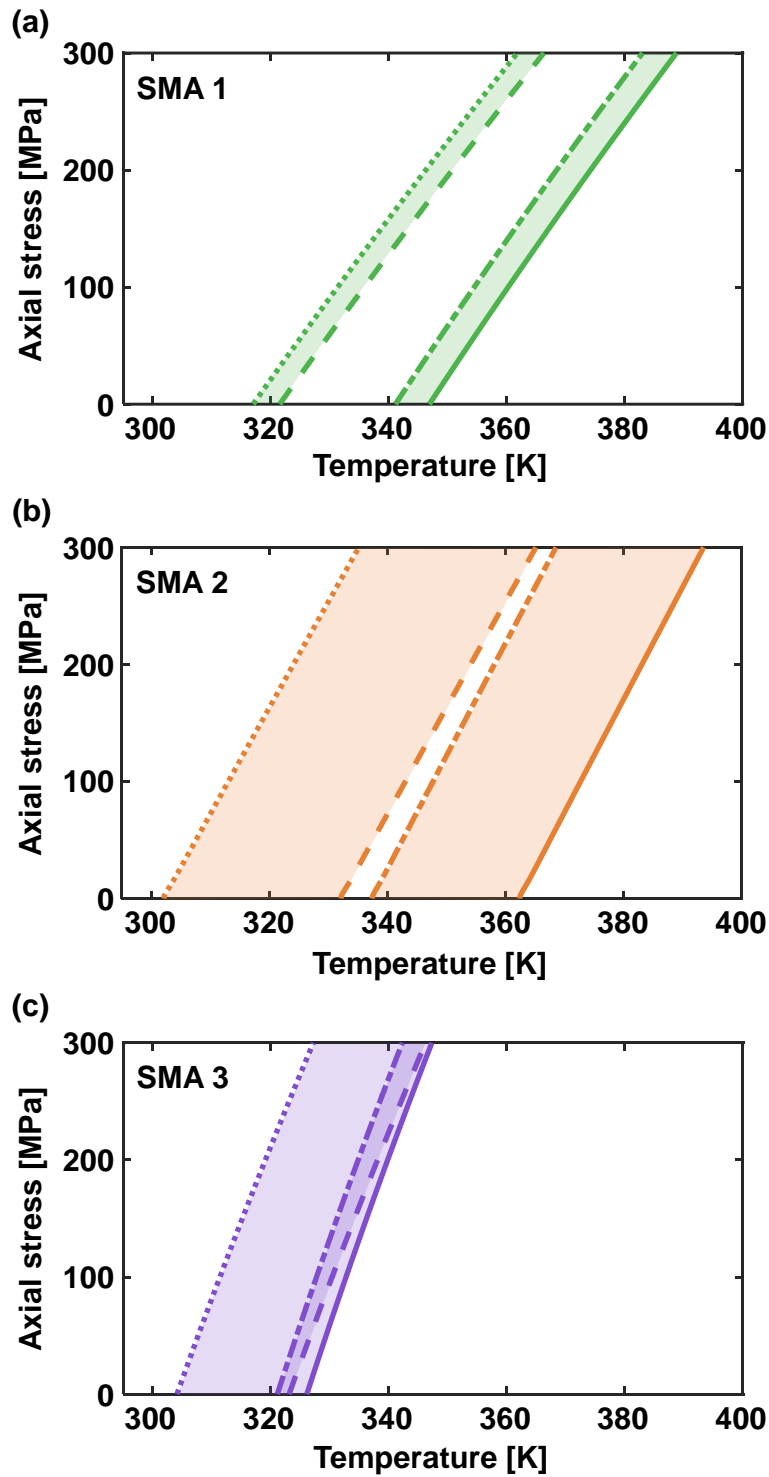 (a)
300
SMA 1
200
Axial stress [MPa]
100
0
300 320 340 360 380 400
Temperature [K]
(b)
300
SMA 2
200
Axial stress [MPa]
100
0
300 320 340 360 380 400
Temperature [K]
(c)
300
SMA 3
200
Axial stress [MPa]
100
0
300 320 340 360 380 400
Temperature [K]